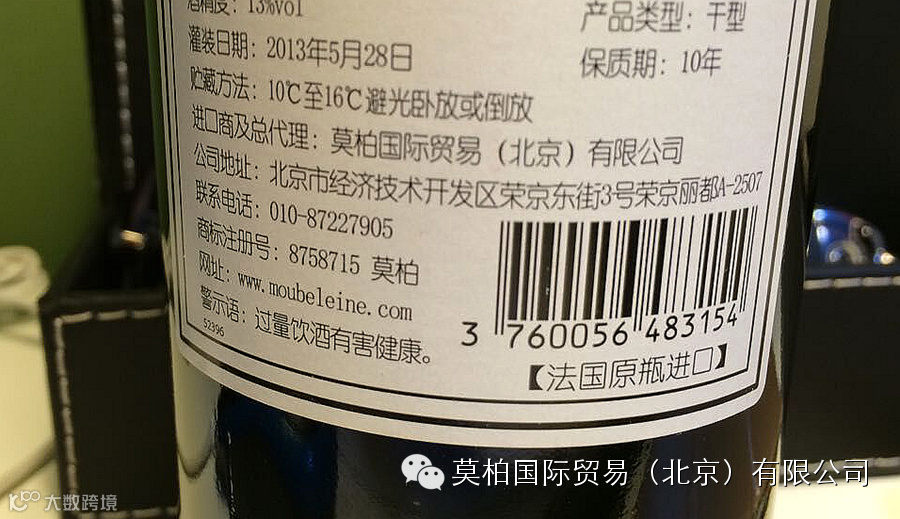 酒精度：13%vol
产品类型：干型
灌装日期：2013年5月28日
保质期：10年
贮藏方法：10℃至16℃避光卧放或倒放
进口商及总代理：莫柏国际贸易（北京）有限公司
公司地址：北京市经济技术开发区荣京东街3号荣京丽都A-2507
联系电话：010-87227905
商标注册号：8758715 莫柏
网址：www.moubeleine.com
警示语：过量饮酒有害健康。
52396
3 760056 483154
【法国原瓶进口】
莫柏国际贸易（北京）有限公司
大数跨境